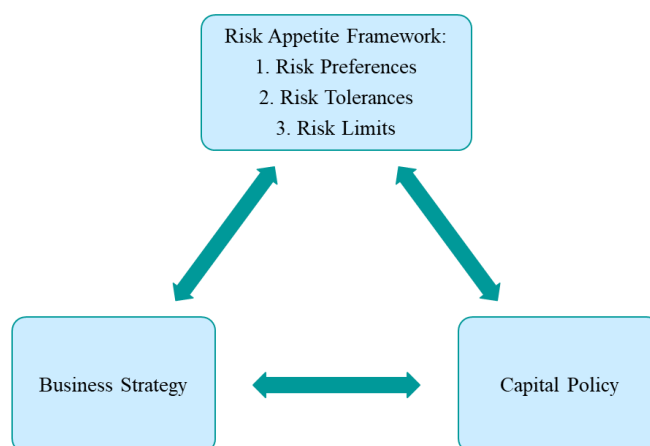 Risk Appetite Framework:
1. Risk Preferences
2. Risk Tolerances
3. Risk Limits
Business Strategy
Capital Policy